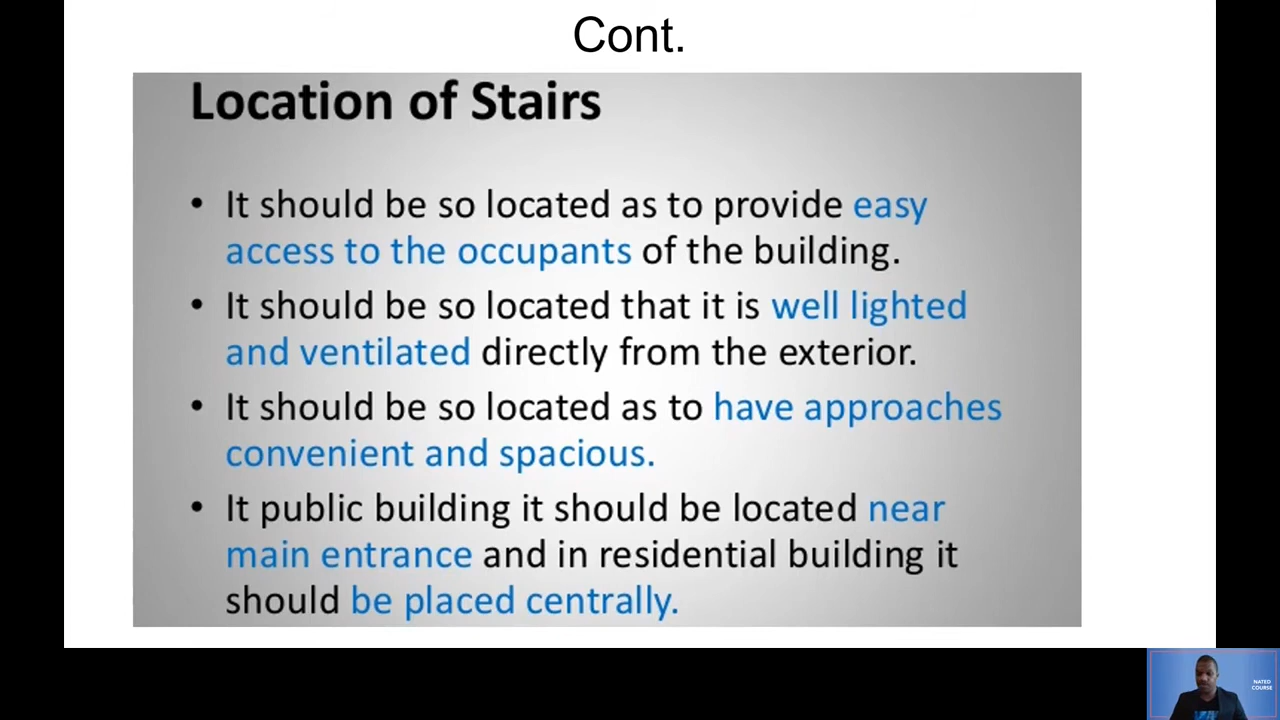 Cont.
Location of Stairs
• It should be so located as to provide easy
access to the occupants of the building.
• It should be so located that it is well lighted
and ventilated directly from the exterior.
• It should be so located as to have approaches
convenient and spacious.
• It public building it should be located near
main entrance and in residential building it
should be placed centrally.
NATED
COURSE